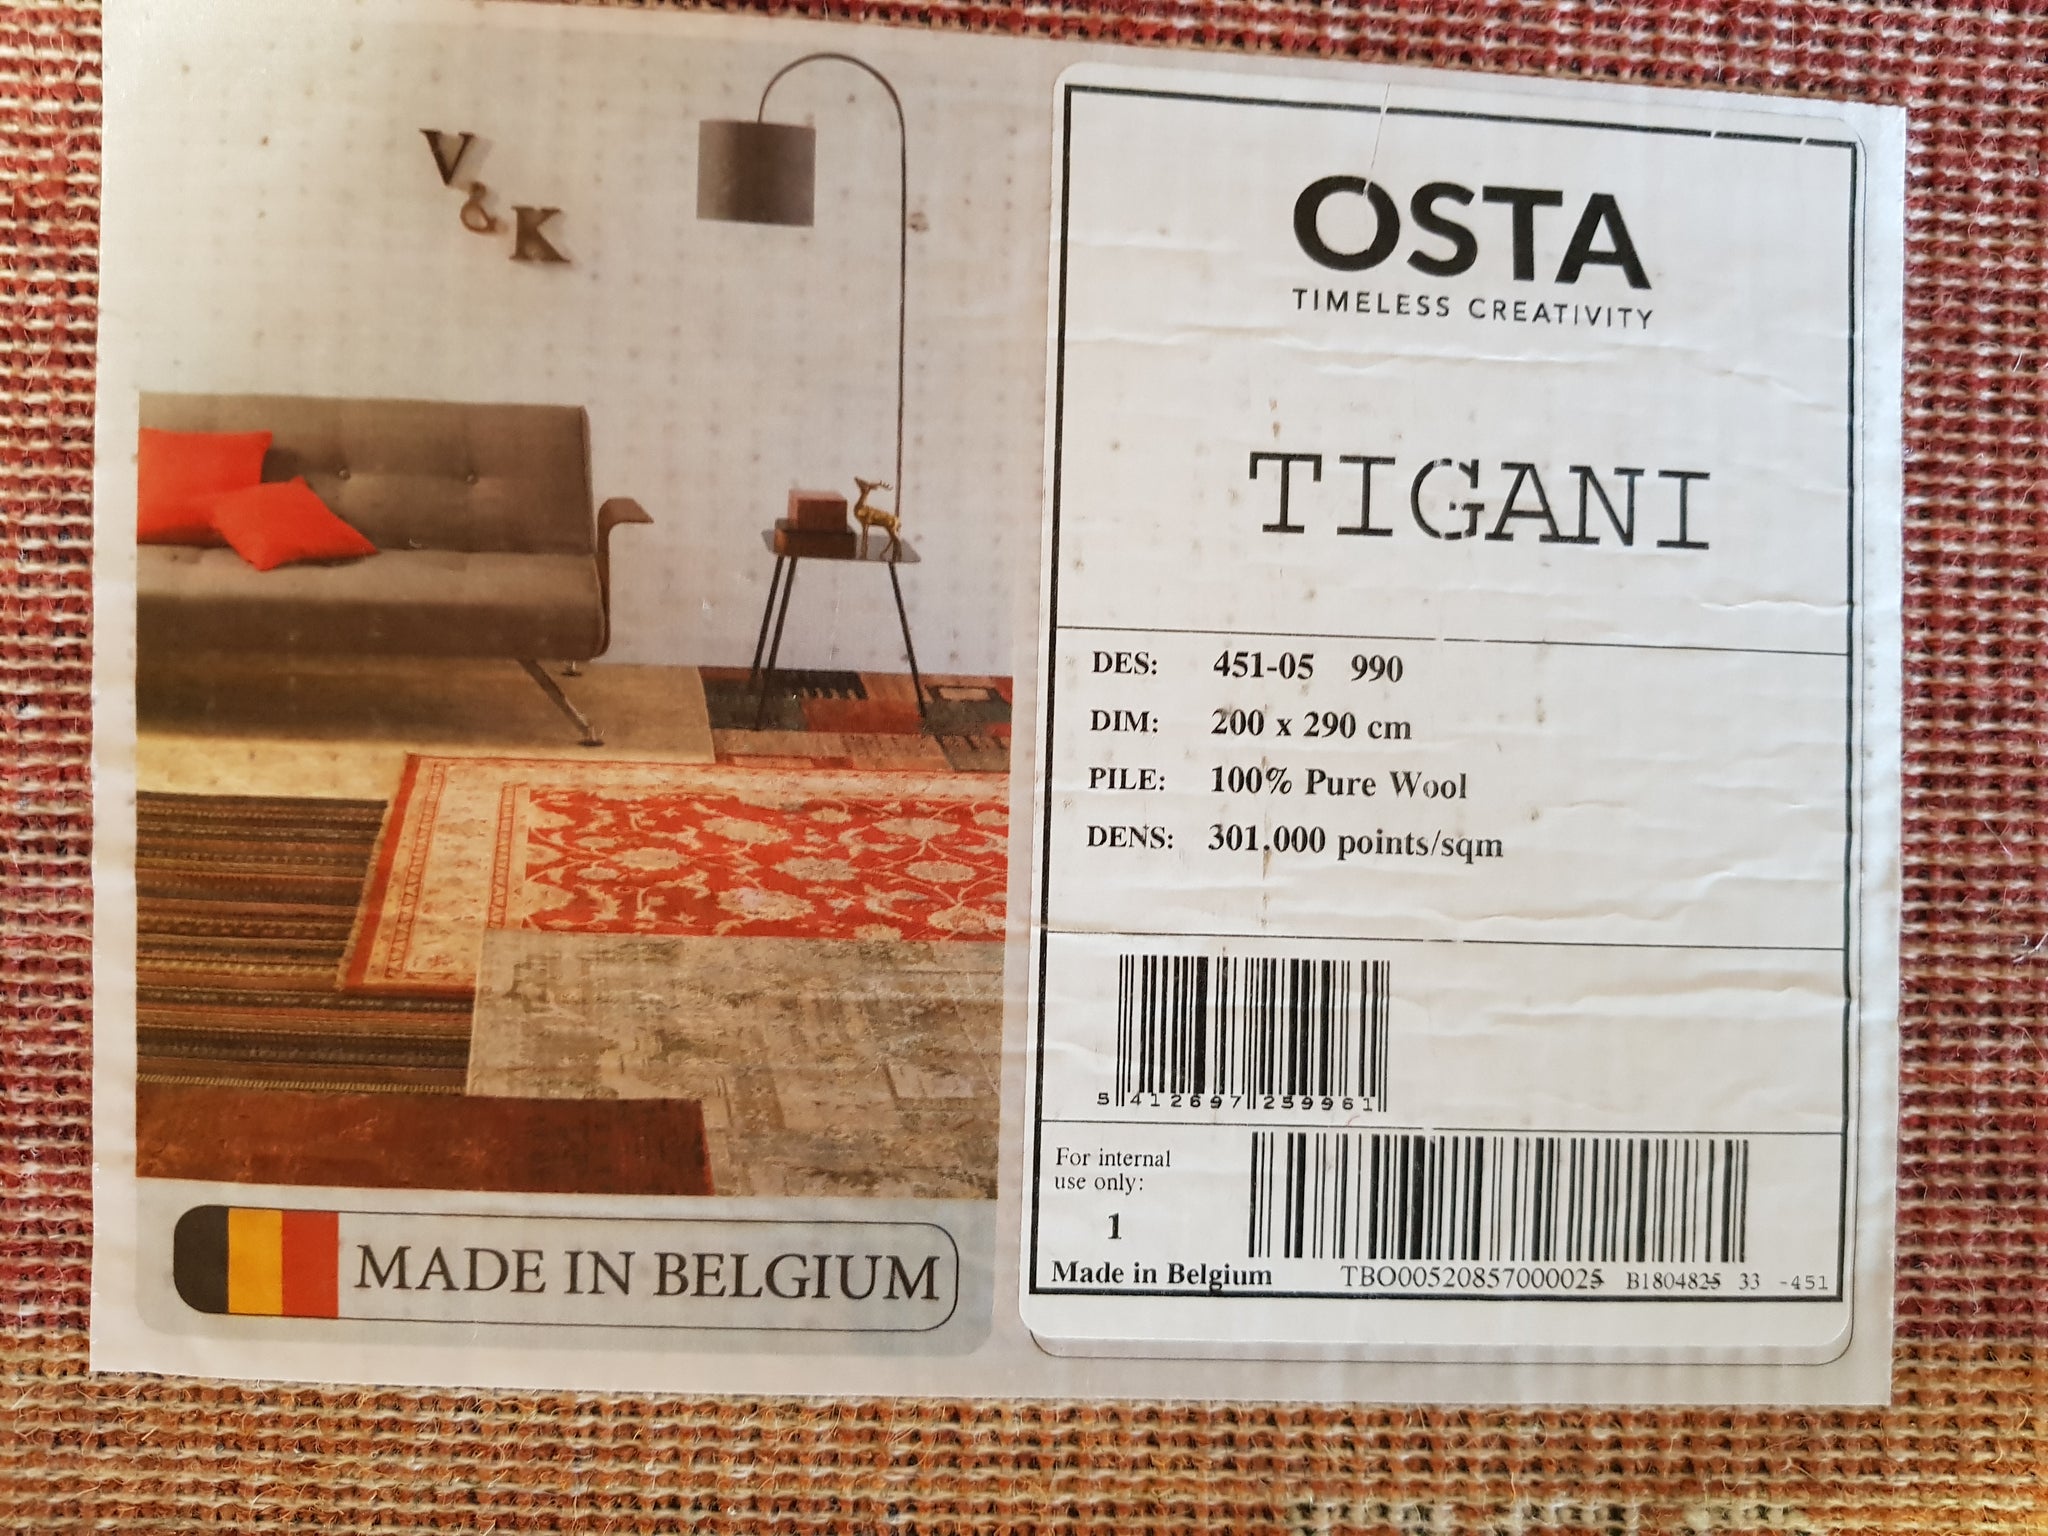 V
&
K
MADE IN BELGIUM
OSTA
TIMELESS CREATIVITY
TIGANI
DES: 451-05 990
DIM: 200 x 290 cm
PILE: 100% Pure Wool
DENS: 301.000 points/sqm
5 412697 259961
For internal
use only:
1
Made in Belgium TBO00520857000025 B1804825 33 -451